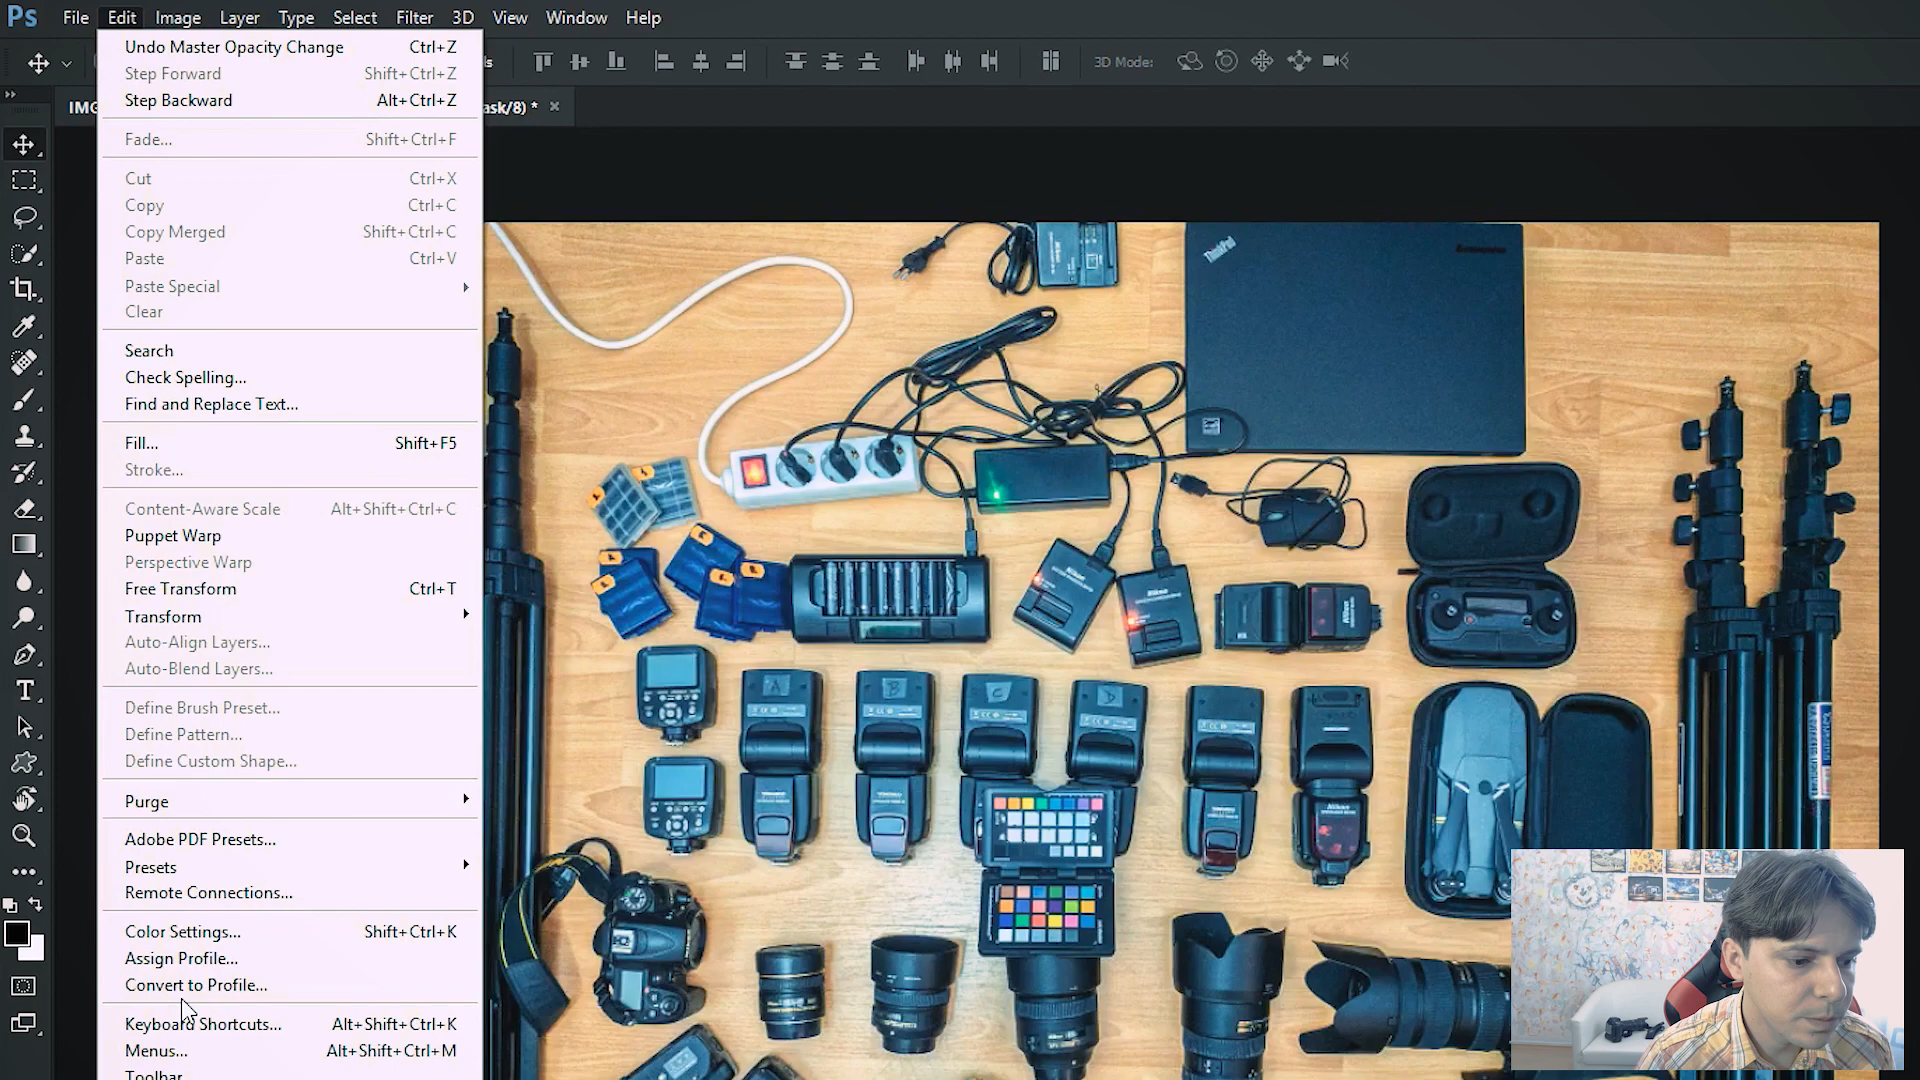 Ps File Edit Image Layer Type Select Filter 3D View Window Help
3D Mode:
IMG
ask/8) *
Undo Master Opacity Change Ctrl+Z
Step Forward Shift+Ctrl+Z
Step Backward Alt+Ctrl+Z
Fade... Shift+Ctrl+F
Cut Ctrl+X
Copy Ctrl+C
Copy Merged Shift+Ctrl+C
Paste Ctrl+V
Paste Special
Clear
Search
Check Spelling...
Find and Replace Text...
Fill... Shift+F5
Stroke...
Content-Aware Scale Alt+Shift+Ctrl+C
Puppet Warp
Perspective Warp
Free Transform Ctrl+T
Transform
Auto-Align Layers...
Auto-Blend Layers...
Define Brush Preset...
Define Pattern...
Define Custom Shape...
Purge
Adobe PDF Presets...
Presets
Remote Connections...
Color Settings... Shift+Ctrl+K
Assign Profile...
Convert to Profile...
Keyboard Shortcuts... Alt+Shift+Ctrl+K
Menus... Alt+Shift+Ctrl+M
Toolbar
ThinkPad
Nikon
Nikon
A B C D
Nikon